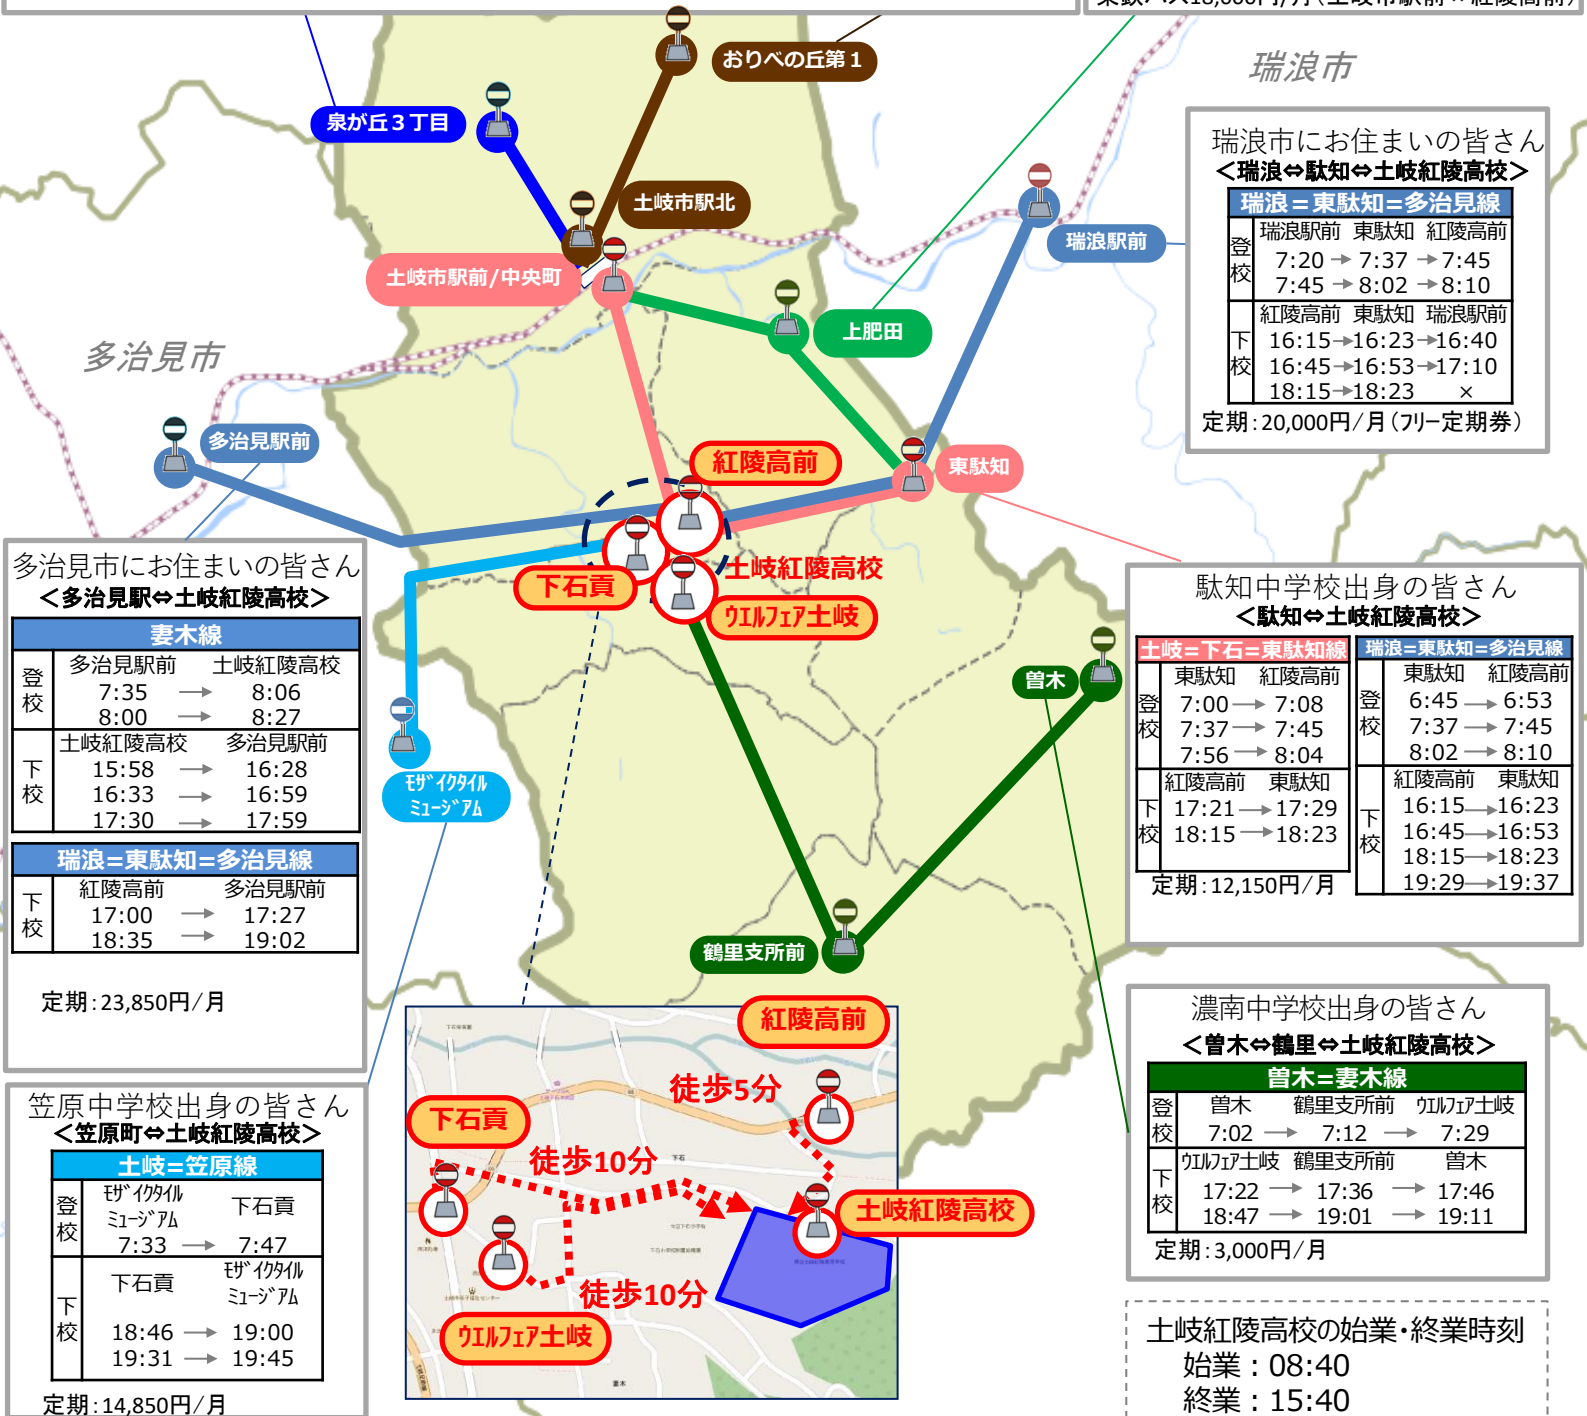 おりべの丘第1
瑞浪市
泉が丘3丁目
土岐市駅北
土岐市駅前/中央町
瑞浪駅前
上肥田
多治見市
多治見駅前
紅陵高前
東駄知
下石貢
土岐紅陵高校
ｳｴﾙﾌｪｱ土岐
曽木
ﾓｻﾞｲｸﾀｲﾙ
ﾐｭｰｼﾞｱﾑ
鶴里支所前
瑞浪市にお住まいの皆さん
＜瑞浪⇔駄知⇔土岐紅陵高校＞
瑞浪＝東駄知＝多治見線
登校
瑞浪駅前 東駄知 紅陵高前
7:20 → 7:37 → 7:45
7:45 → 8:02 → 8:10
下校
紅陵高前 東駄知 瑞浪駅前
16:15→16:23→16:40
16:45→16:53→17:10
18:15→18:23 ×
定期：20,000円/月（フリー定期券）
多治見市にお住まいの皆さん
＜多治見駅⇔土岐紅陵高校＞
妻木線
登校
多治見駅前 土岐紅陵高校
7:35 → 8:06
8:00 → 8:27
下校
土岐紅陵高校 多治見駅前
15:58 → 16:28
16:33 → 16:59
17:30 → 17:59
瑞浪＝東駄知＝多治見線
下校
紅陵高前 多治見駅前
17:00 → 17:27
18:35 → 19:02
定期：23,850円/月
駄知中学校出身の皆さん
＜駄知⇔土岐紅陵高校＞
土岐＝下石＝東駄知線
登校
東駄知 紅陵高前
7:00 → 7:08
7:37 → 7:45
7:56 → 8:04
下校
紅陵高前 東駄知
17:21 → 17:29
18:15 → 18:23
定期：12,150円/月
瑞浪＝東駄知＝多治見線
登校
東駄知 紅陵高前
6:45 → 6:53
7:37 → 7:45
8:02 → 8:10
下校
紅陵高前 東駄知
16:15→16:23
16:45→16:53
18:15→18:23
19:29→19:37
笠原中学校出身の皆さん
＜笠原町⇔土岐紅陵高校＞
土岐＝笠原線
登校
ﾓｻﾞｲｸﾀｲﾙ
ﾐｭｰｼﾞｱﾑ 下石貢
7:33 → 7:47
下校
下石貢 ﾓｻﾞｲｸﾀｲﾙ
ﾐｭｰｼﾞｱﾑ
18:46 → 19:00
19:31 → 19:45
定期：14,850円/月
紅陵高前
徒歩5分
下石貢
徒歩10分
下石
土岐紅陵高校
徒歩10分
ｳｴﾙﾌｪｱ土岐
妻木
濃南中学校出身の皆さん
＜曽木⇔鶴里⇔土岐紅陵高校＞
曽木＝妻木線
登校
曽木 鶴里支所前 ｳｴﾙﾌｪｱ土岐
7:02 → 7:12 → 7:29
下校
ｳｴﾙﾌｪｱ土岐 鶴里支所前 曽木
17:22 → 17:36 → 17:46
18:47 → 19:01 → 19:11
定期：3,000円/月
土岐紅陵高校の始業・終業時刻
始業：08:40
終業：15:40